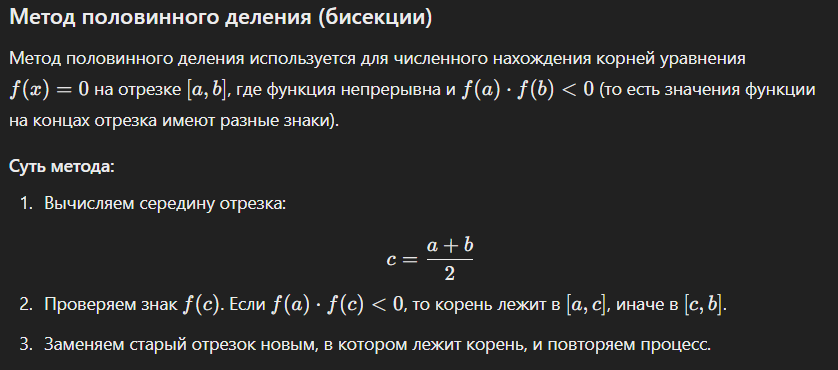 Метод половинного деления (бисекции)
Метод половинного деления используется для численного нахождения корней уравнения
f(x) = 0 на отрезке [a, b], где функция непрерывна и f(a) · f(b) < 0 (то есть значения функции
на концах отрезка имеют разные знаки).
Суть метода:
1. Вычисляем середину отрезка:
c = \frac{a + b}{2}
2. Проверяем знак f(c). Если f(a) · f(c) < 0, то корень лежит в [a, c], иначе в [c, b].
3. Заменяем старый отрезок новым, в котором лежит корень, и повторяем процесс.